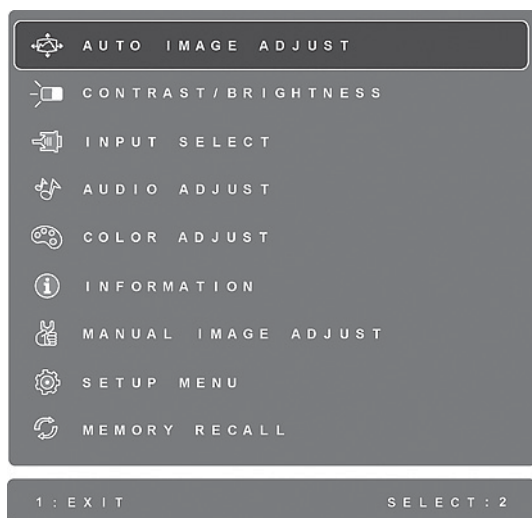 AUTO IMAGE ADJUST
CONTRAST/BRIGHTNESS
INPUT SELECT
AUDIO ADJUST
COLOR ADJUST
INFORMATION
MANUAL IMAGE ADJUST
SETUP MENU
MEMORY RECALL
1:EXIT SELECT:2